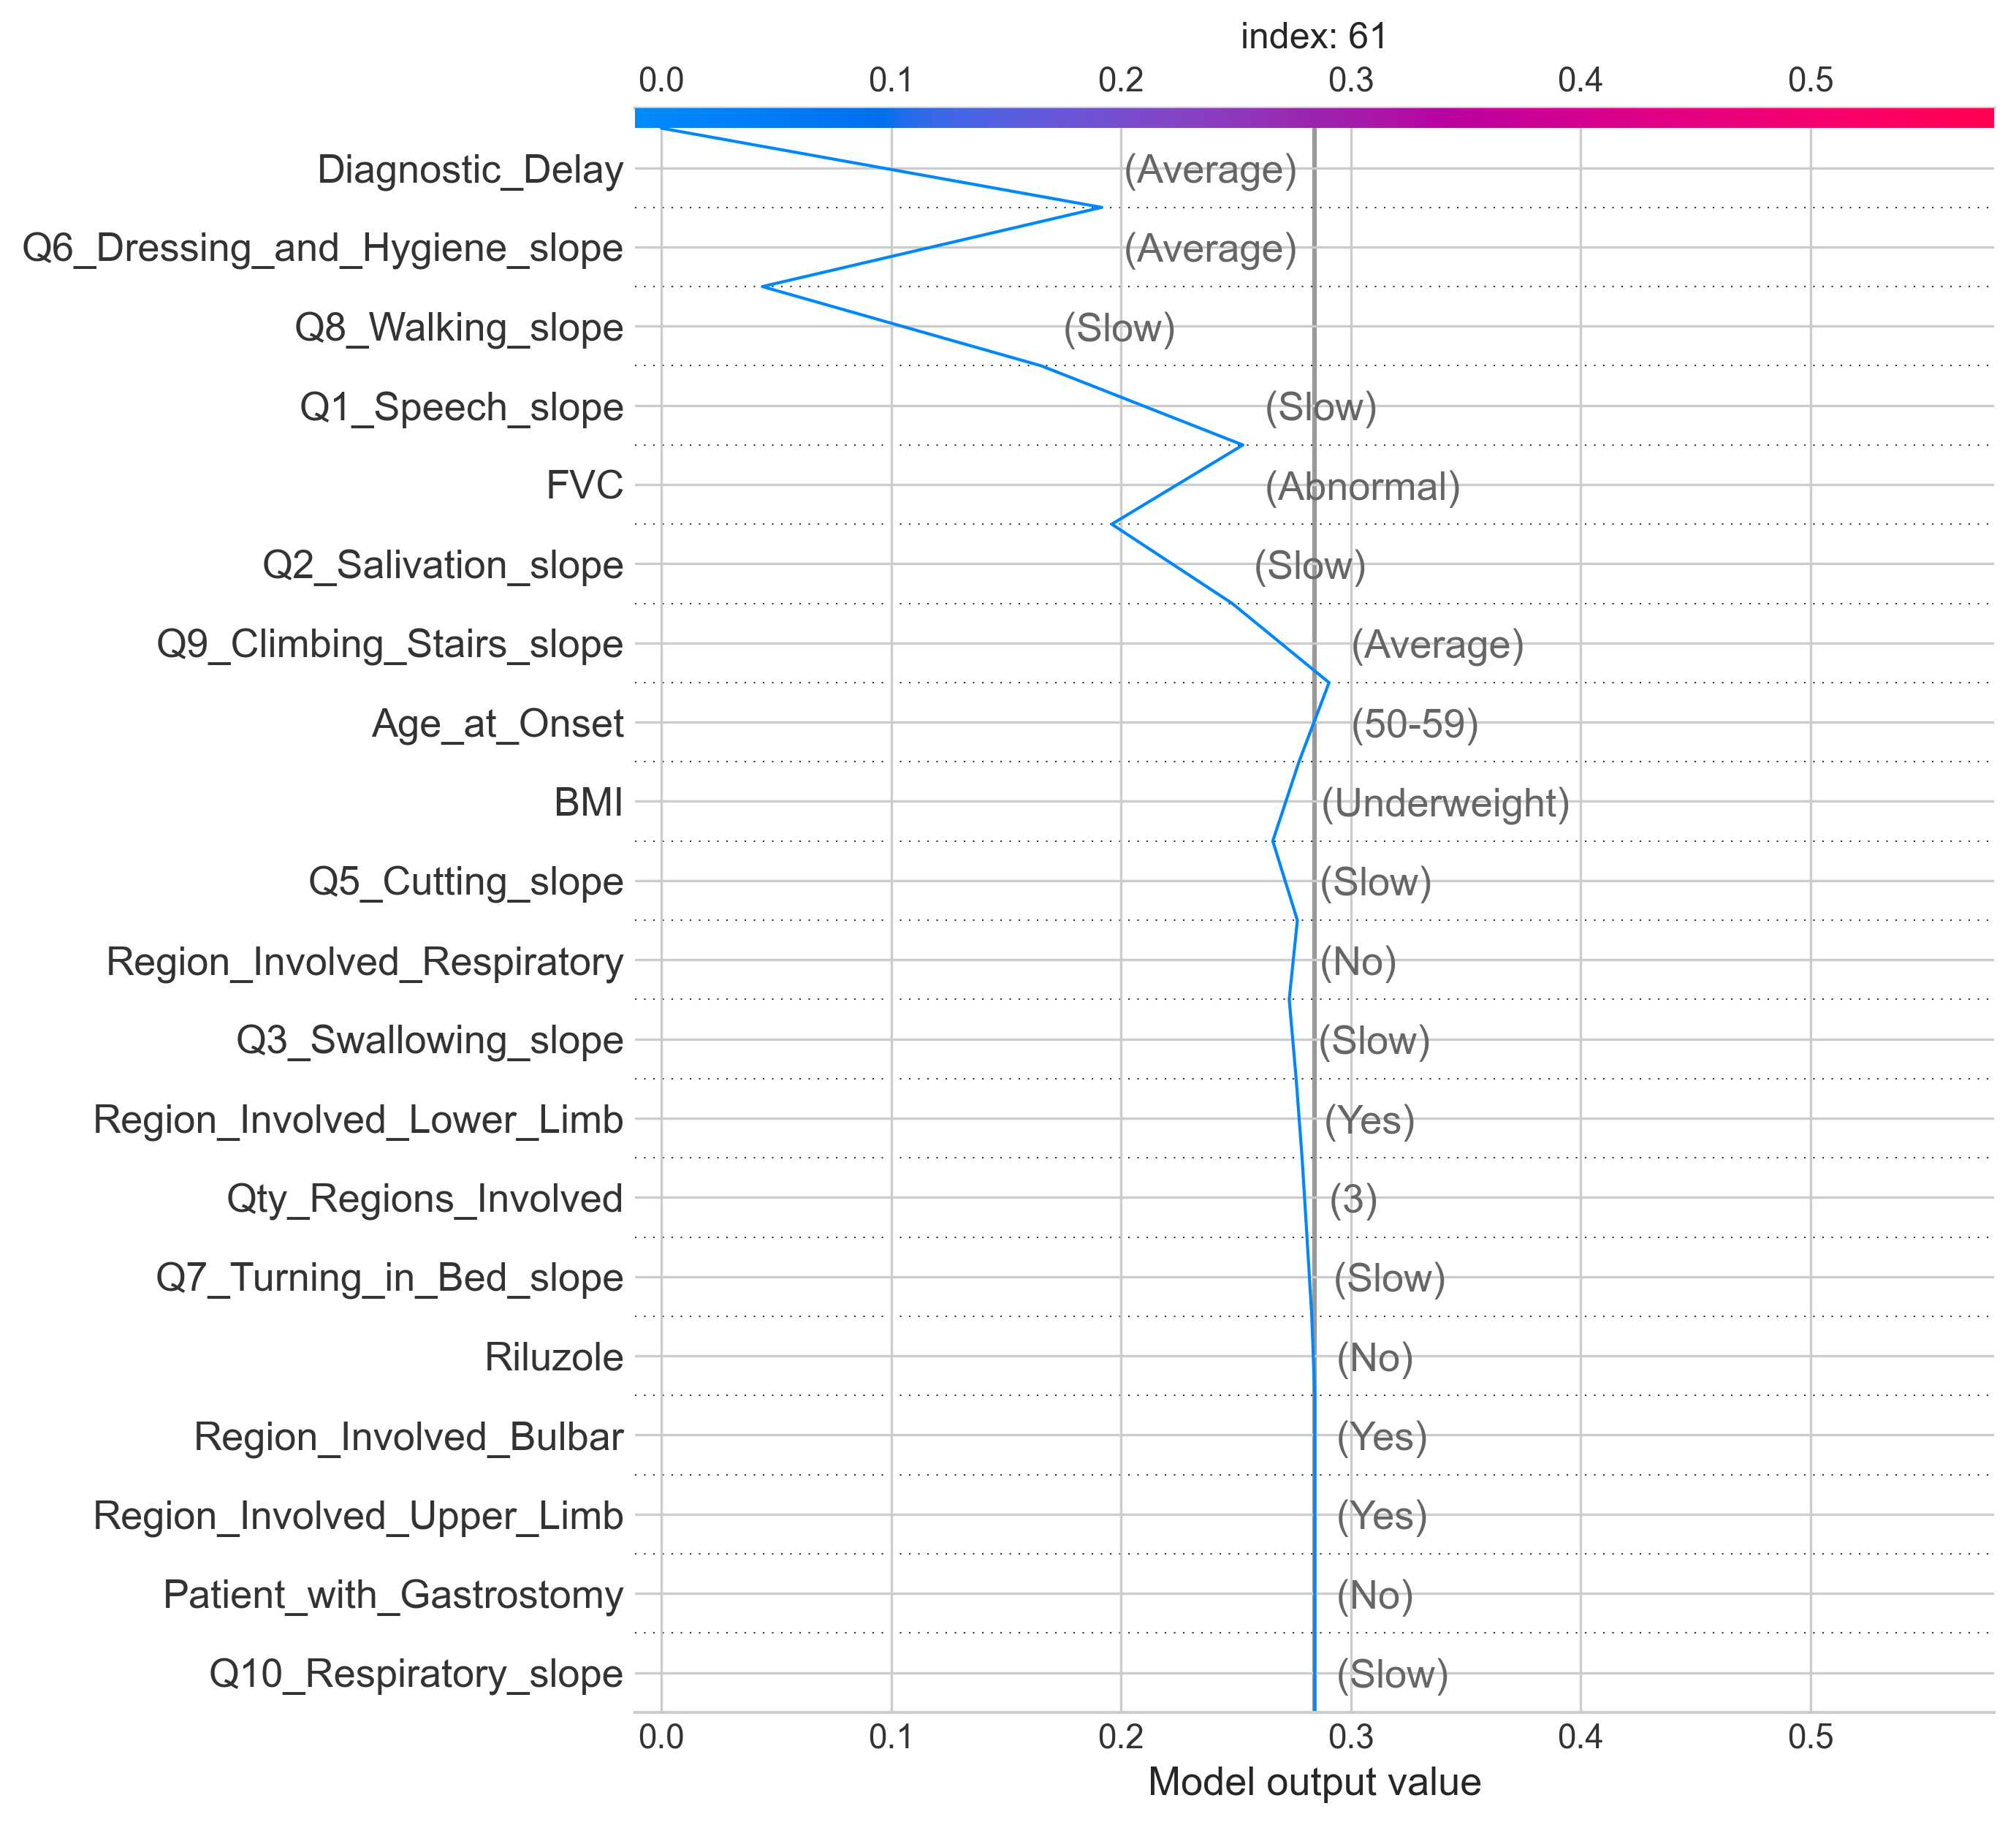 index: 61
0.0 0.1 0.2 0.3 0.4 0.5
Diagnostic_Delay (Average)
Q6_Dressing_and_Hygiene_slope (Average)
Q8_Walking_slope (Slow)
Q1_Speech_slope (Slow)
FVC (Abnormal)
Q2_Salivation_slope (Slow)
Q9_Climbing_Stairs_slope (Average)
Age_at_Onset (50-59)
BMI (Underweight)
Q5_Cutting_slope (Slow)
Region_Involved_Respiratory (No)
Q3_Swallowing_slope (Slow)
Region_Involved_Lower_Limb (Yes)
Qty_Regions_Involved (3)
Q7_Turning_in_Bed_slope (Slow)
Riluzole (No)
Region_Involved_Bulbar (Yes)
Region_Involved_Upper_Limb (Yes)
Patient_with_Gastrostomy (No)
Q10_Respiratory_slope (Slow)
0.0 0.1 0.2 0.3 0.4 0.5
Model output value